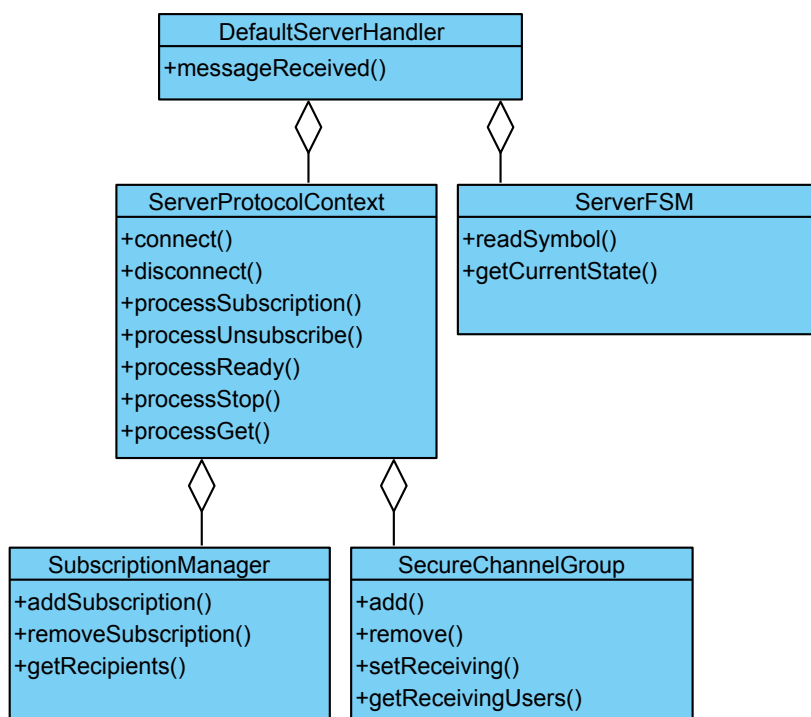 DefaultServerHandler
+messageReceived()
ServerProtocolContext
+connect()
+disconnect()
+processSubscription()
+processUnsubscribe()
+processReady()
+processStop()
+processGet()
ServerFSM
+readSymbol()
+getCurrentState()
SubscriptionManager
+addSubscription()
+removeSubscription()
+getRecipients()
SecureChannelGroup
+add()
+remove()
+setReceiving()
+getReceivingUsers()